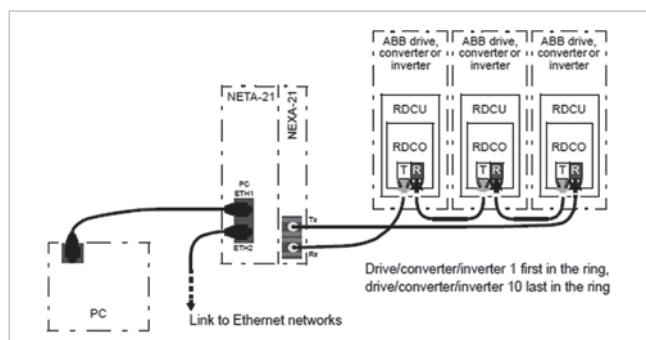 ABB drive,
converter or
inverter
ABB drive,
converter or
inverter
ABB drive,
converter or
inverter
NETA-21
NEXA-21
RDCU
RDCU
RDCU
RDCO
RDCO
RDCO
T R
T R
T R
PC
ETH1
ETH2
Tx
Rx
PC
Link to Ethernet networks
Drive/converter/inverter 1 first in the ring,
drive/converter/inverter 10 last in the ring